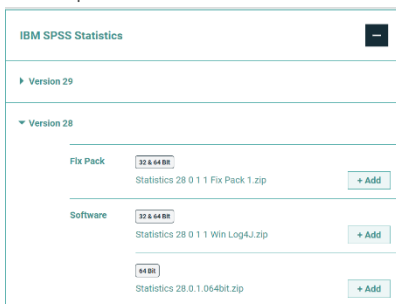 IBM SPSS Statistics
Version 29
Version 28
Fix Pack
32 & 64 Bit
Statistics 28 0 1 1 Fix Pack 1.zip
+ Add
Software
32 & 64 Bit
Statistics 28 0 1 1 Win Log4J.zip
+ Add
64 Bit
Statistics 28.0.1.064bit.zip
+ Add